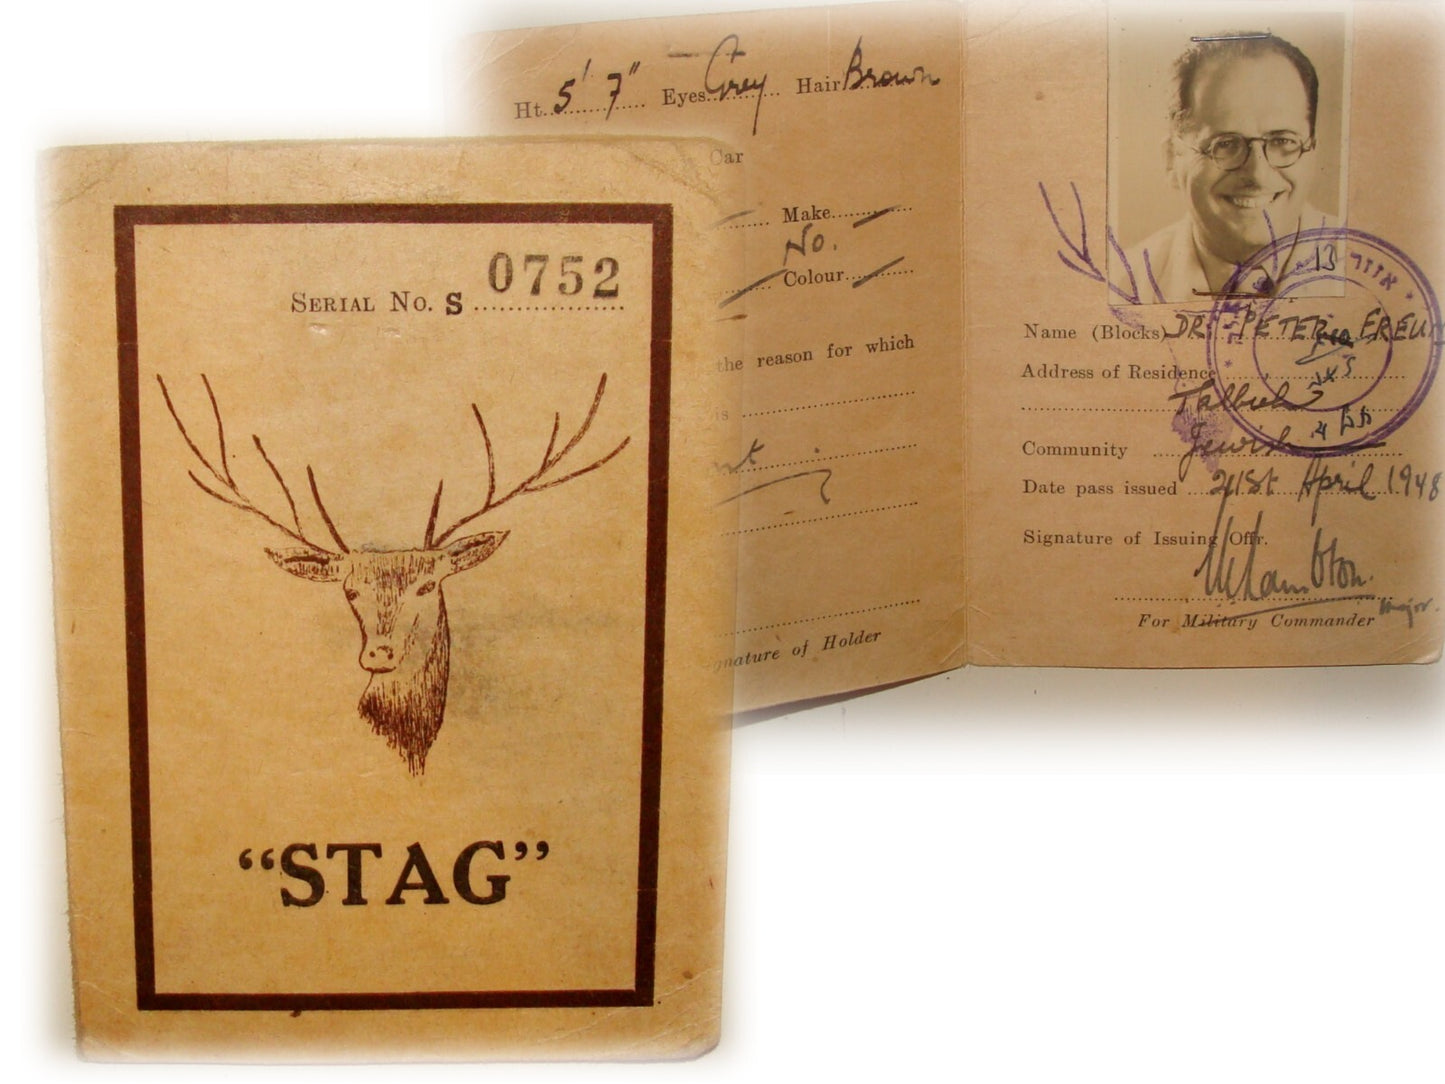 SERIAL NO. S 0752
"STAG"
Ht. 5' 7" Eyes Grey Hair Brown
Car
Make
No.
Colour
the reason for which
is
Signature of Holder
Name (Blocks) DR. PETER FREUN
Address of Residence
Talbieh
Community Jewish
Date pass issued 21st April 1948
Signature of Issuing Offr.
Major.
For Military Commander